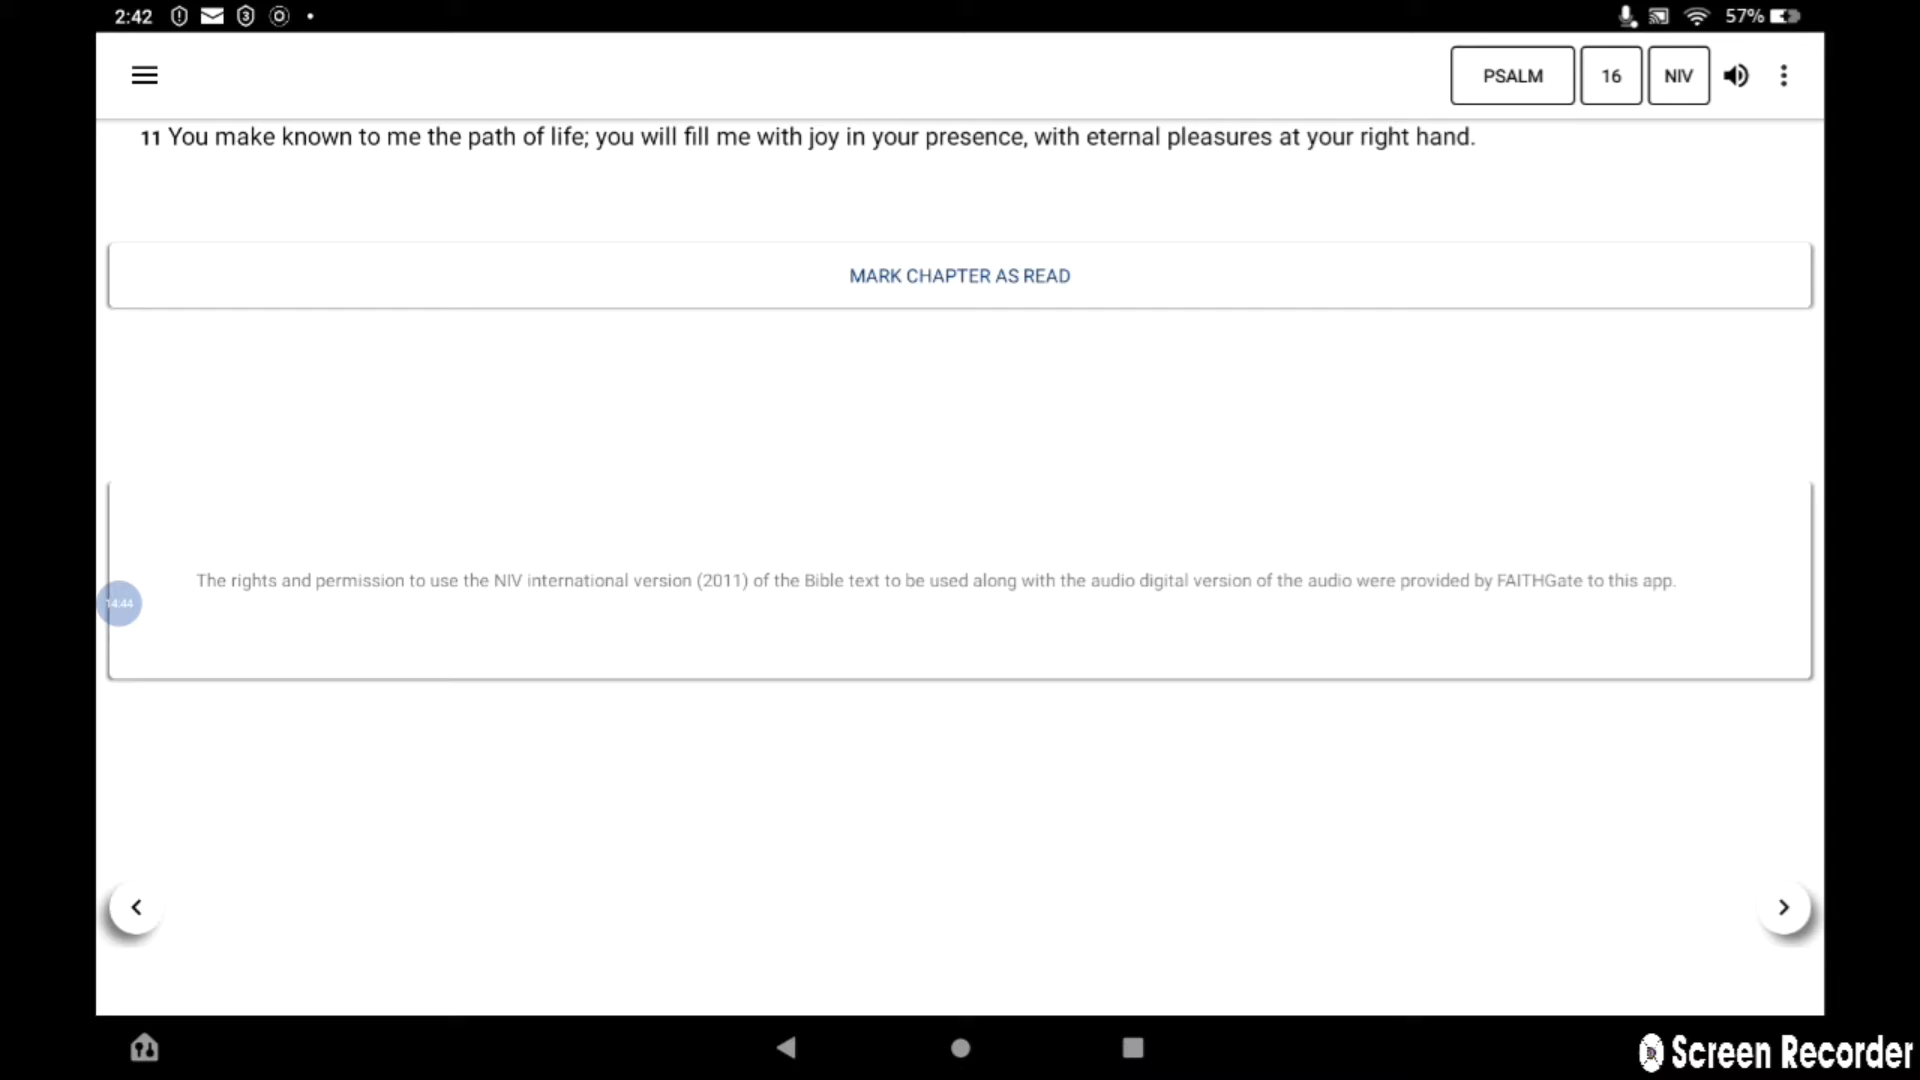 2:42
57%
PSALM 16 NIV
11 You make known to me the path of life; you will fill me with joy in your presence, with eternal pleasures at your right hand.
MARK CHAPTER AS READ
The rights and permission to use the NIV international version (2011) of the Bible text to be used along with the audio digital version of the audio were provided by FAITHGate to this app.
14:44
Screen Recorder